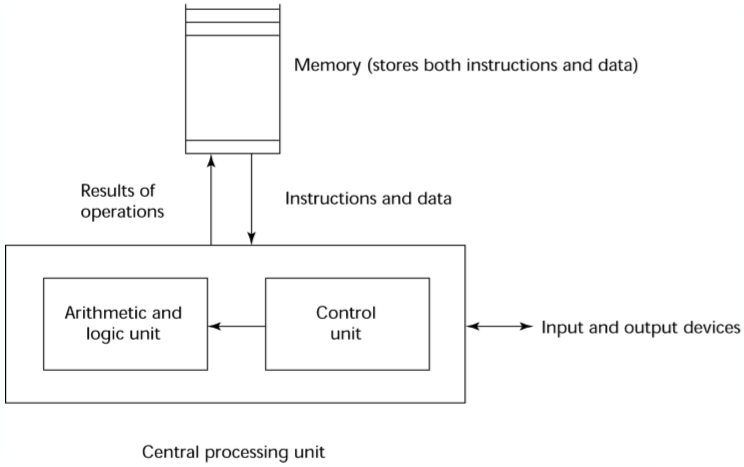 Memory (stores both instructions and data)
Results of
operations
Instructions and data
Arithmetic and
logic unit
Control
unit
Input and output devices
Central processing unit